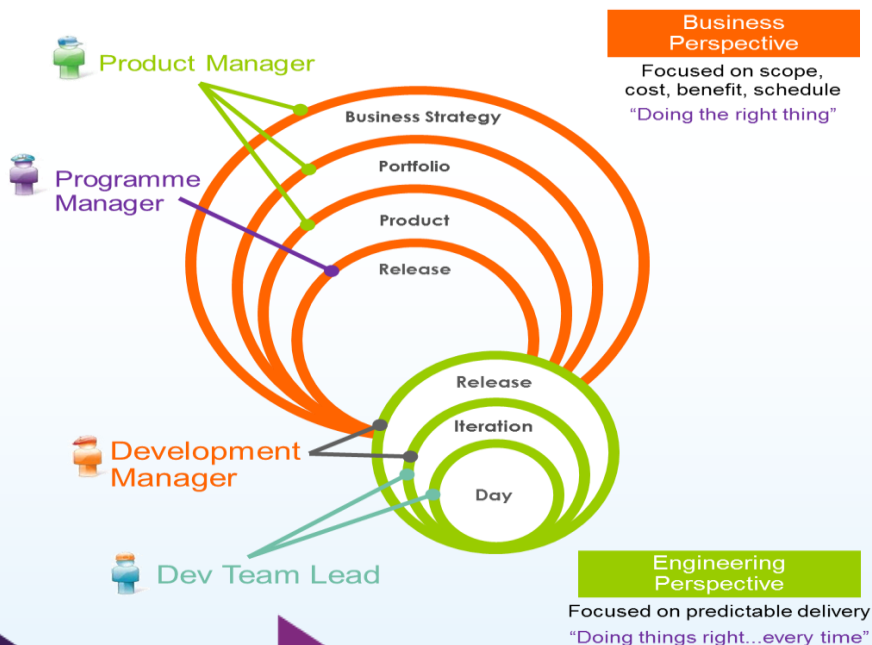 Business
Perspective
Focused on scope,
cost, benefit, schedule
“Doing the right thing”
Product Manager
Business Strategy
Portfolio
Programme
Manager
Product
Release
Release
Iteration
Development
Manager
Day
Dev Team Lead
Engineering
Perspective
Focused on predictable delivery
“Doing things right...every time”